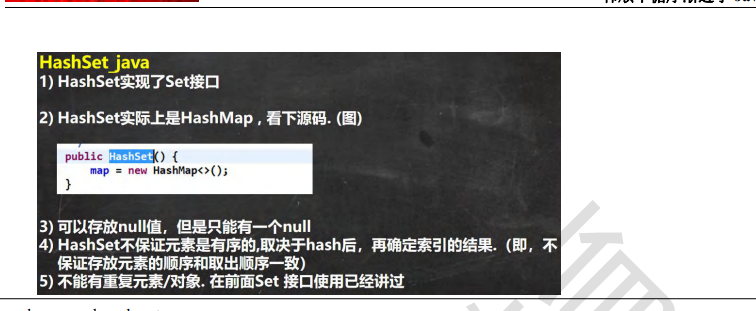 HashSet_java
1) HashSet实现了Set接口
2) HashSet实际上是HashMap , 看下源码. (图)
public HashSet() {
map = new HashMap<>();
}
3) 可以存放null值，但是只能有一个null
4) HashSet不保证元素是有序的,取决于hash后，再确定索引的结果.（即，不
保证存放元素的顺序和取出顺序一致）
5) 不能有重复元素/对象. 在前面Set 接口使用已经讲过